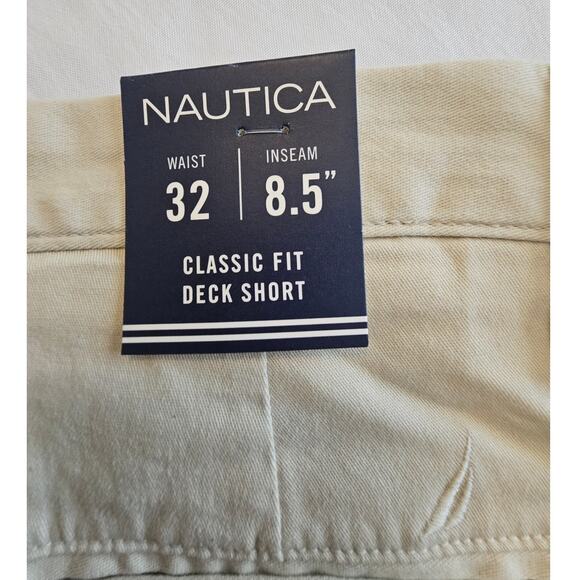 NAUTICA
WAIST
32
INSEAM
8.5”
CLASSIC FIT
DECK SHORT